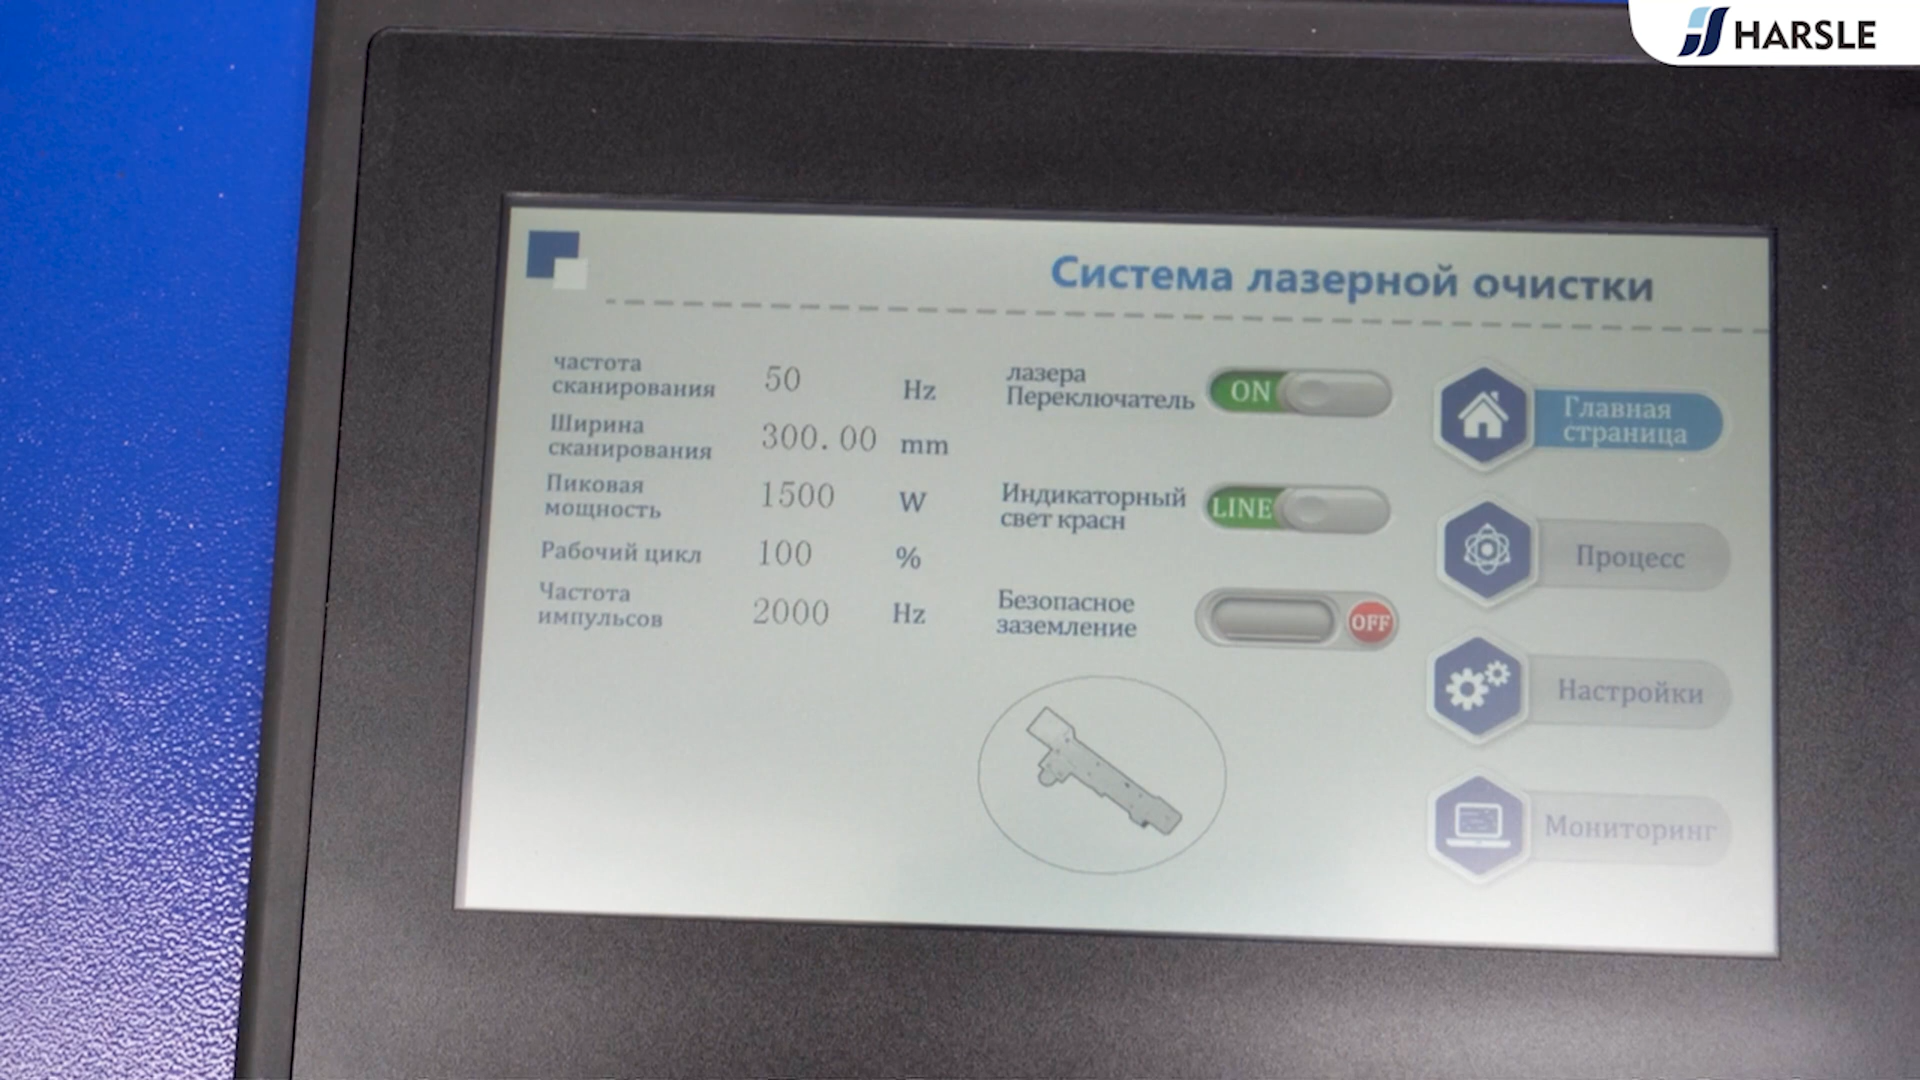 HARSLE
Система лазерной очистки
частота
сканирования 50 Hz
Ширина
сканирования 300.00 mm
Пиковая
мощность 1500 W
Рабочий цикл 100 %
Частота
импульсов 2000 Hz
лазера
Переключатель ON
Индикаторный
свет красн LINE
Безопасное
заземление OFF
Главная
страница
Процесс
Настройки
Мониторинг